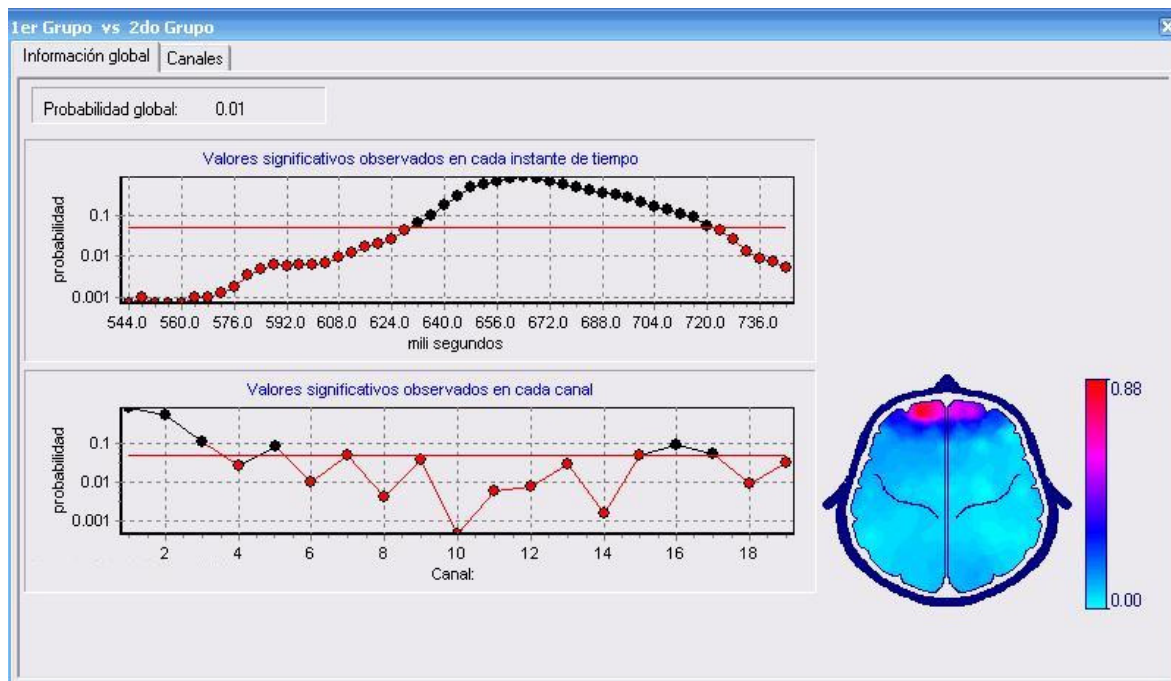 1er Grupo vs 2do Grupo
Información global
Canales
Probabilidad global: 0.01
Valores significativos observados en cada instante de tiempo
probabilidad
0.1
0.01
0.001
544.0 560.0 576.0 592.0 608.0 624.0 640.0 656.0 672.0 688.0 704.0 720.0 736.0
mili segundos
Valores significativos observados en cada canal
probabilidad
0.1
0.01
0.001
2 4 6 8 10 12 14 16 18
Canal:
0.88
0.00